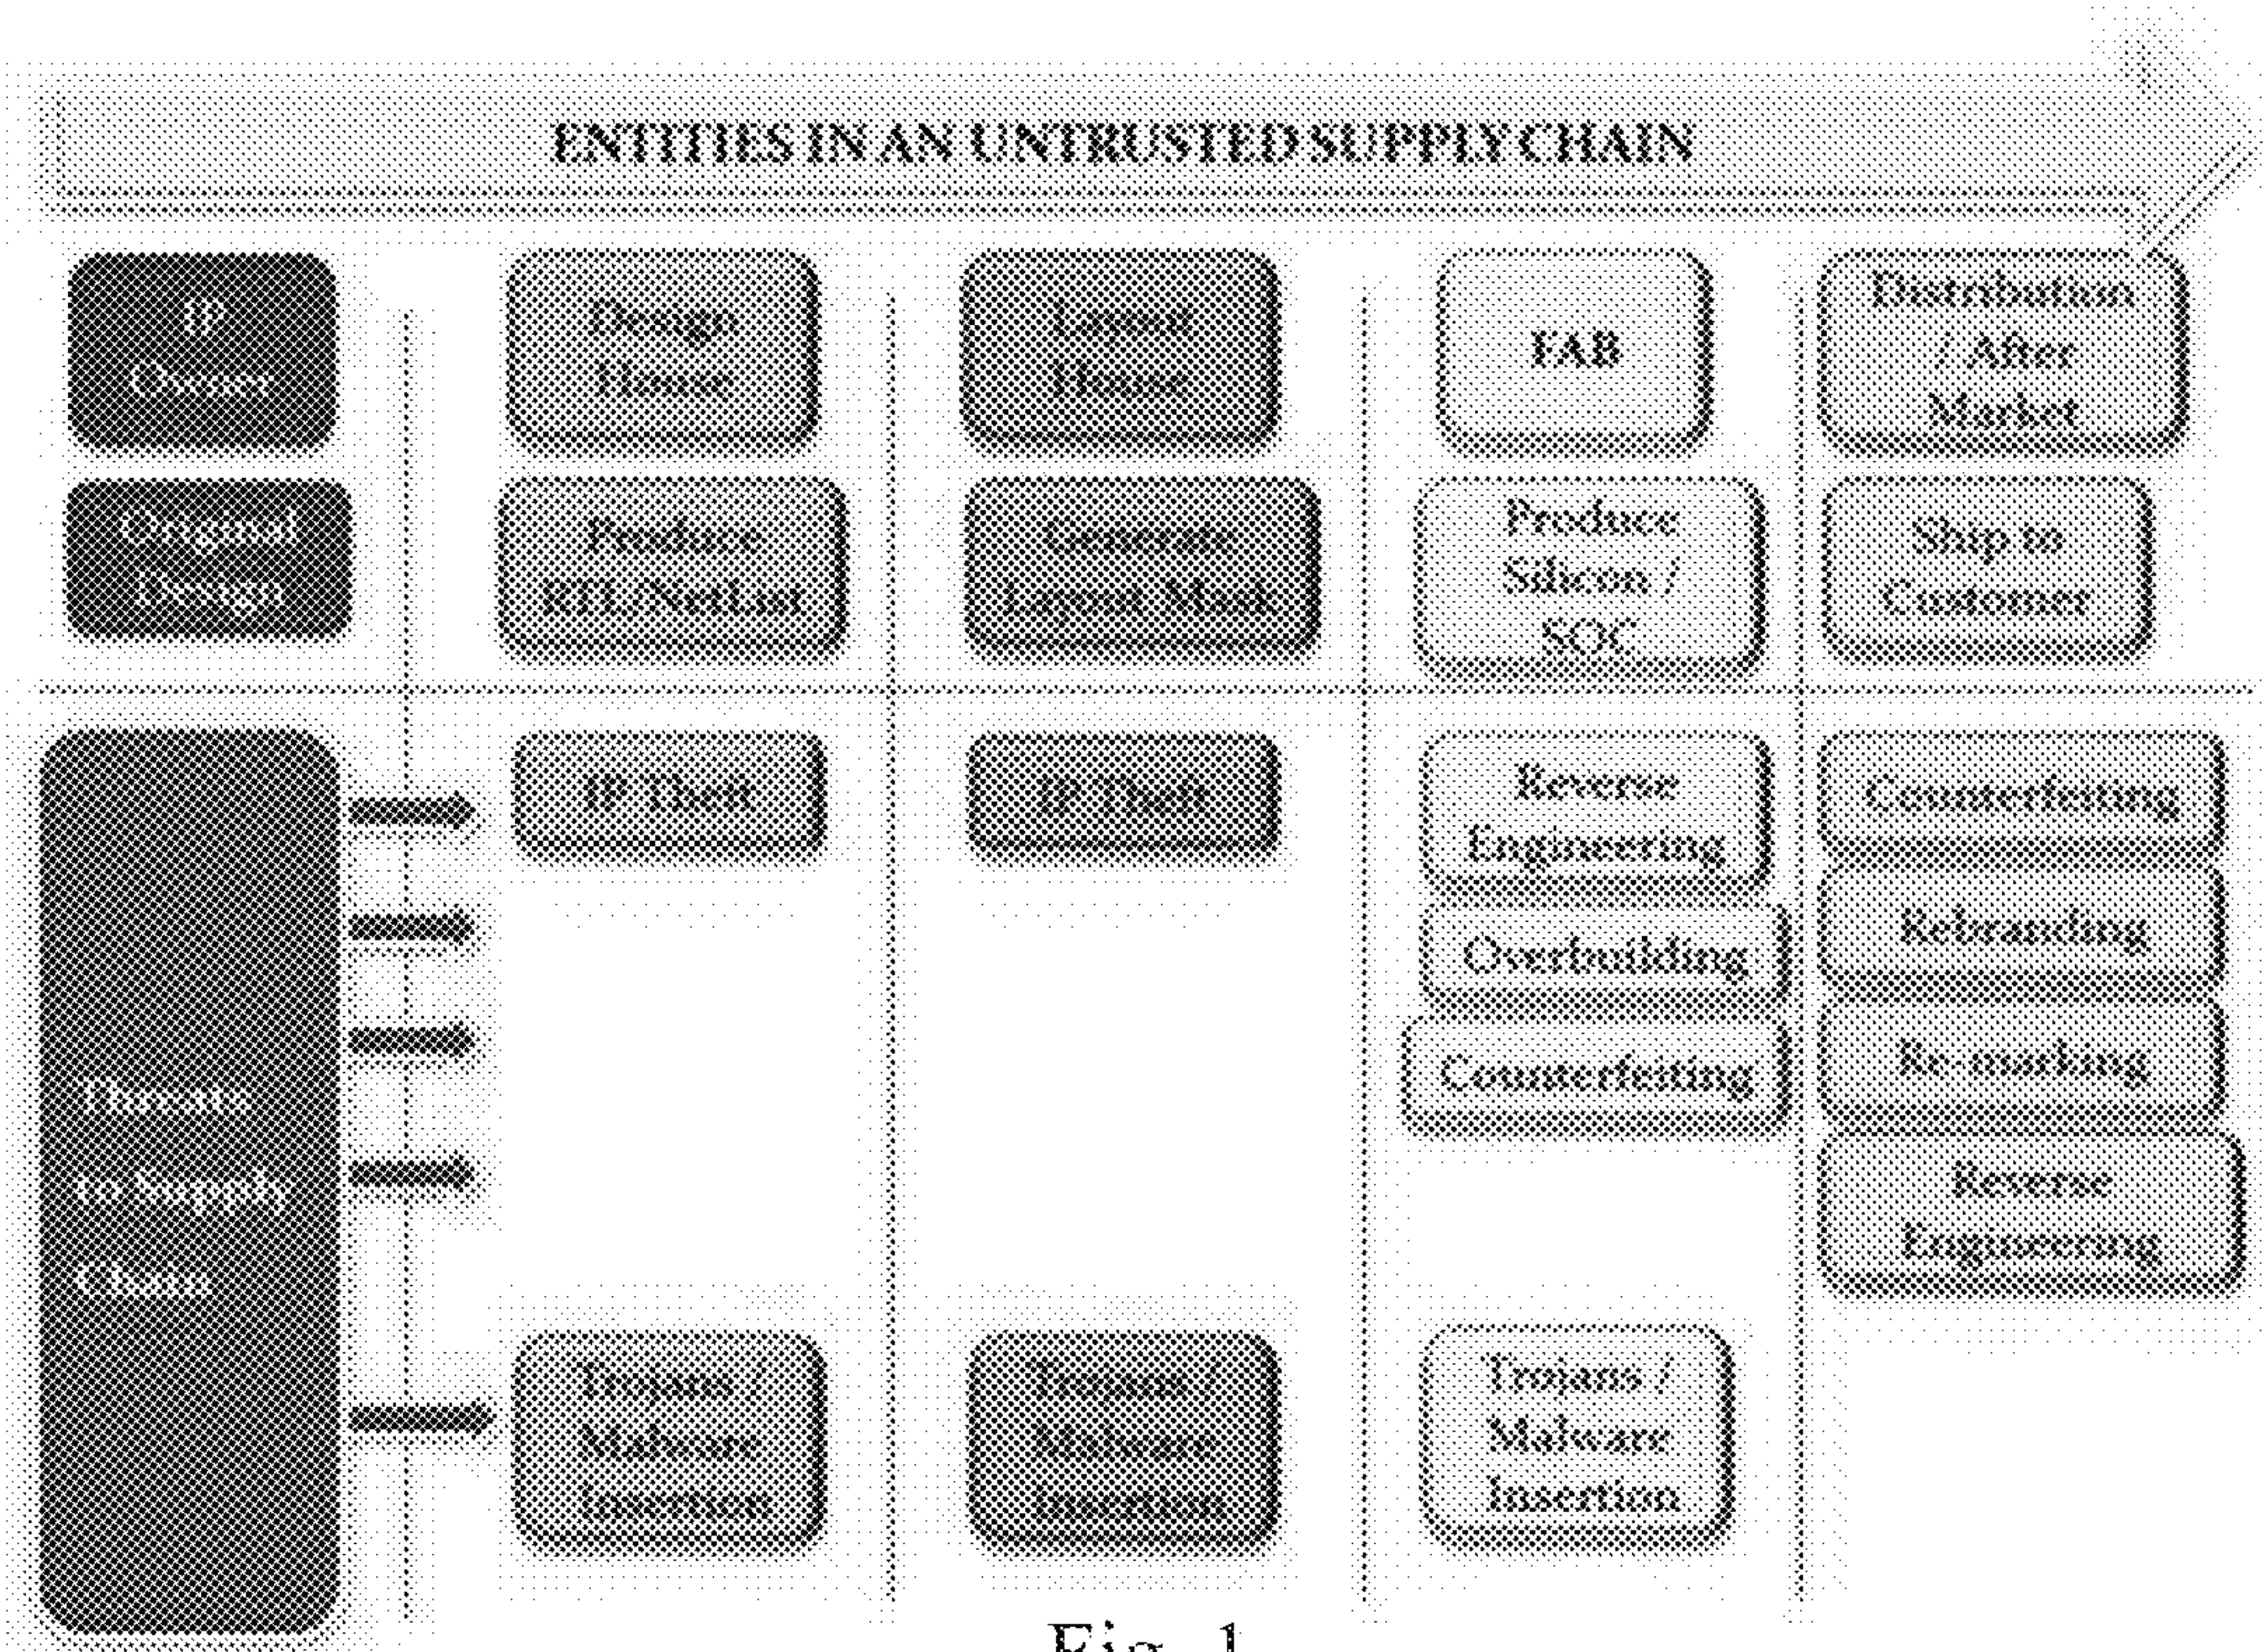 ENTITIES IN AN UNTRUSTED SUPPLY CHAIN
IP
Owner
Design
House
Layout
House
FAB
Distribution
/ After
Market
Original
Design
Produce
RTL/NetList
Generate
Layout Mask
Produce
Silicon /
SOC
Ship to
Customer
Threats
to Supply
Chain
IP Theft
IP Theft
Reverse
Engineering
Overbuilding
Counterfeiting
Counterfeiting
Rebranding
Re-marking
Reverse
Engineering
Trojans /
Malware
Insertion
Trojans /
Malware
Insertion
Trojans /
Malware
Insertion
Fig. 1